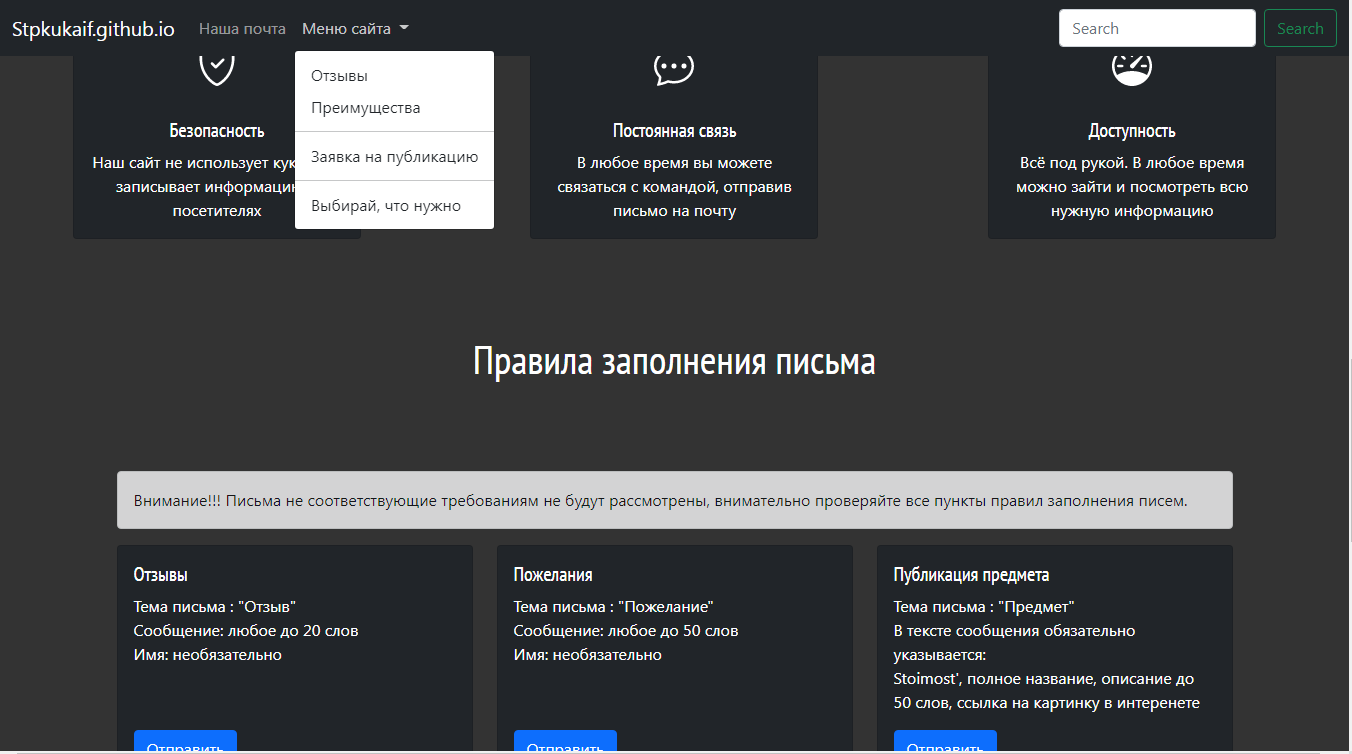 Stpkukaif.github.io Наша почта Меню сайта Search Search
Отзывы
Преимущества
Заявка на публикацию
Выбирай, что нужно
Безопасность
Наш сайт не использует
записывает
посетителях
Постоянная связь
В любое время вы можете
связаться с командой, отправив
письмо на почту
Доступность
Всё под рукой. В любое время
можно зайти и посмотреть всю
нужную информацию
Правила заполнения письма
Внимание!!! Письма не соответствующие требованиям не будут рассмотрены, внимательно проверяйте все пункты правил заполнения писем.
Отзывы
Тема письма : "Отзыв"
Сообщение: любое до 20 слов
Имя: необязательно
Отправить
Пожелания
Тема письма : "Пожелание"
Сообщение: любое до 50 слов
Имя: необязательно
Отправить
Публикация предмета
Тема письма : "Предмет"
В тексте сообщения обязательно
указывается:
Stoimost', полное название, описание до
50 слов, ссылка на картинку в интеренете
Отправить